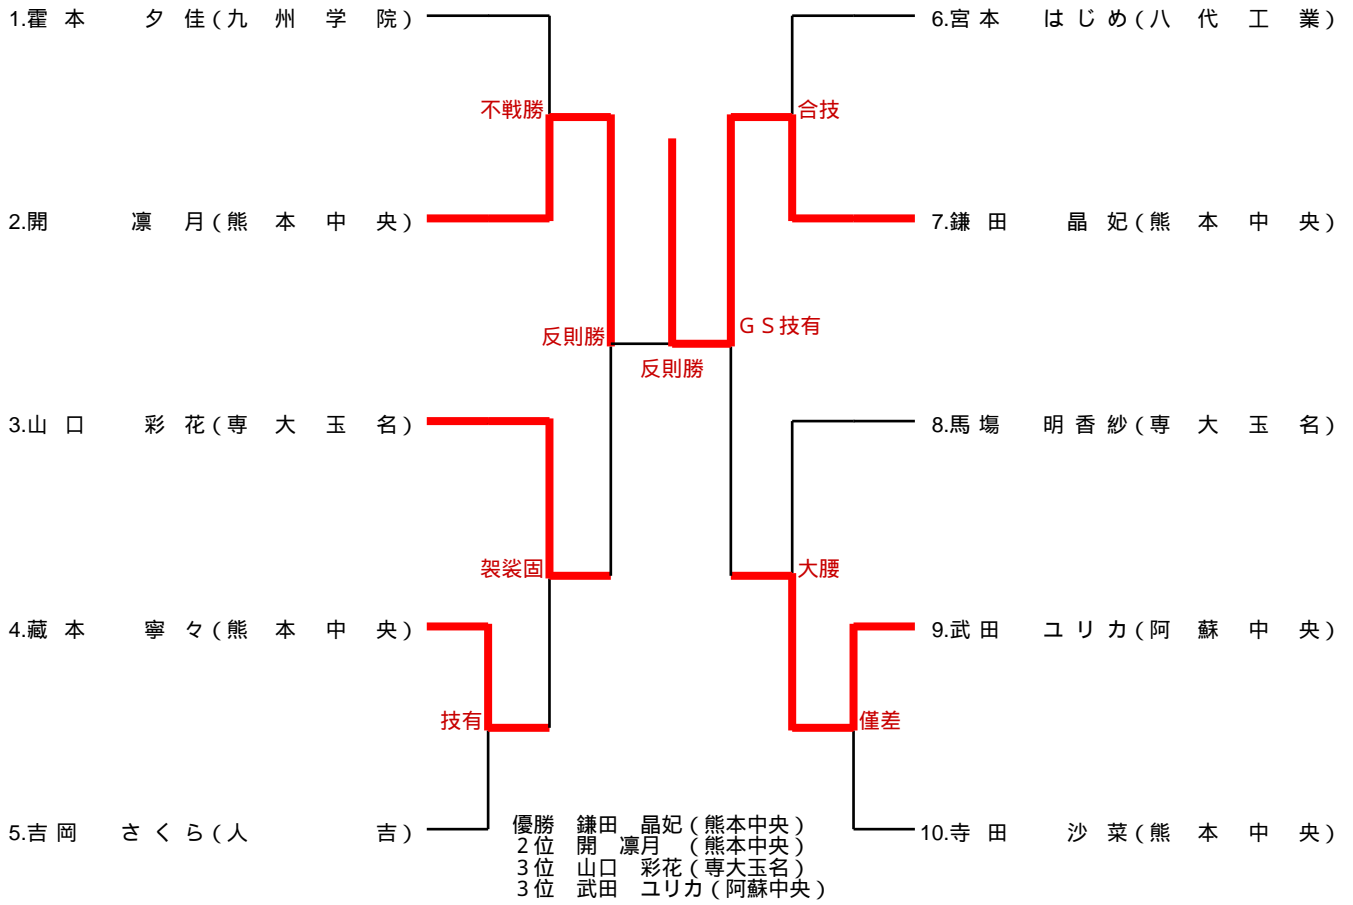 1.霍本 夕佳(九州学院)
6.宮本 はじめ(八代工業)
不戦勝
合技
2.開 凛月(熊本中央)
7.鎌田 晶妃(熊本中央)
GS技有
反則勝
反則勝
3.山口 彩花(専大玉名)
8.馬場 明香紗(専大玉名)
袈裟固
大腰
4.藏本 寧々(熊本中央)
9.武田 ユリカ(阿蘇中央)
技有
僅差
5.吉岡 さくら(人吉)
10.寺田 沙菜(熊本中央)
優勝 鎌田 晶妃(熊本中央)
2位 開 凛月 (熊本中央)
3位 山口 彩花(専大玉名)
3位 武田 ユリカ(阿蘇中央)